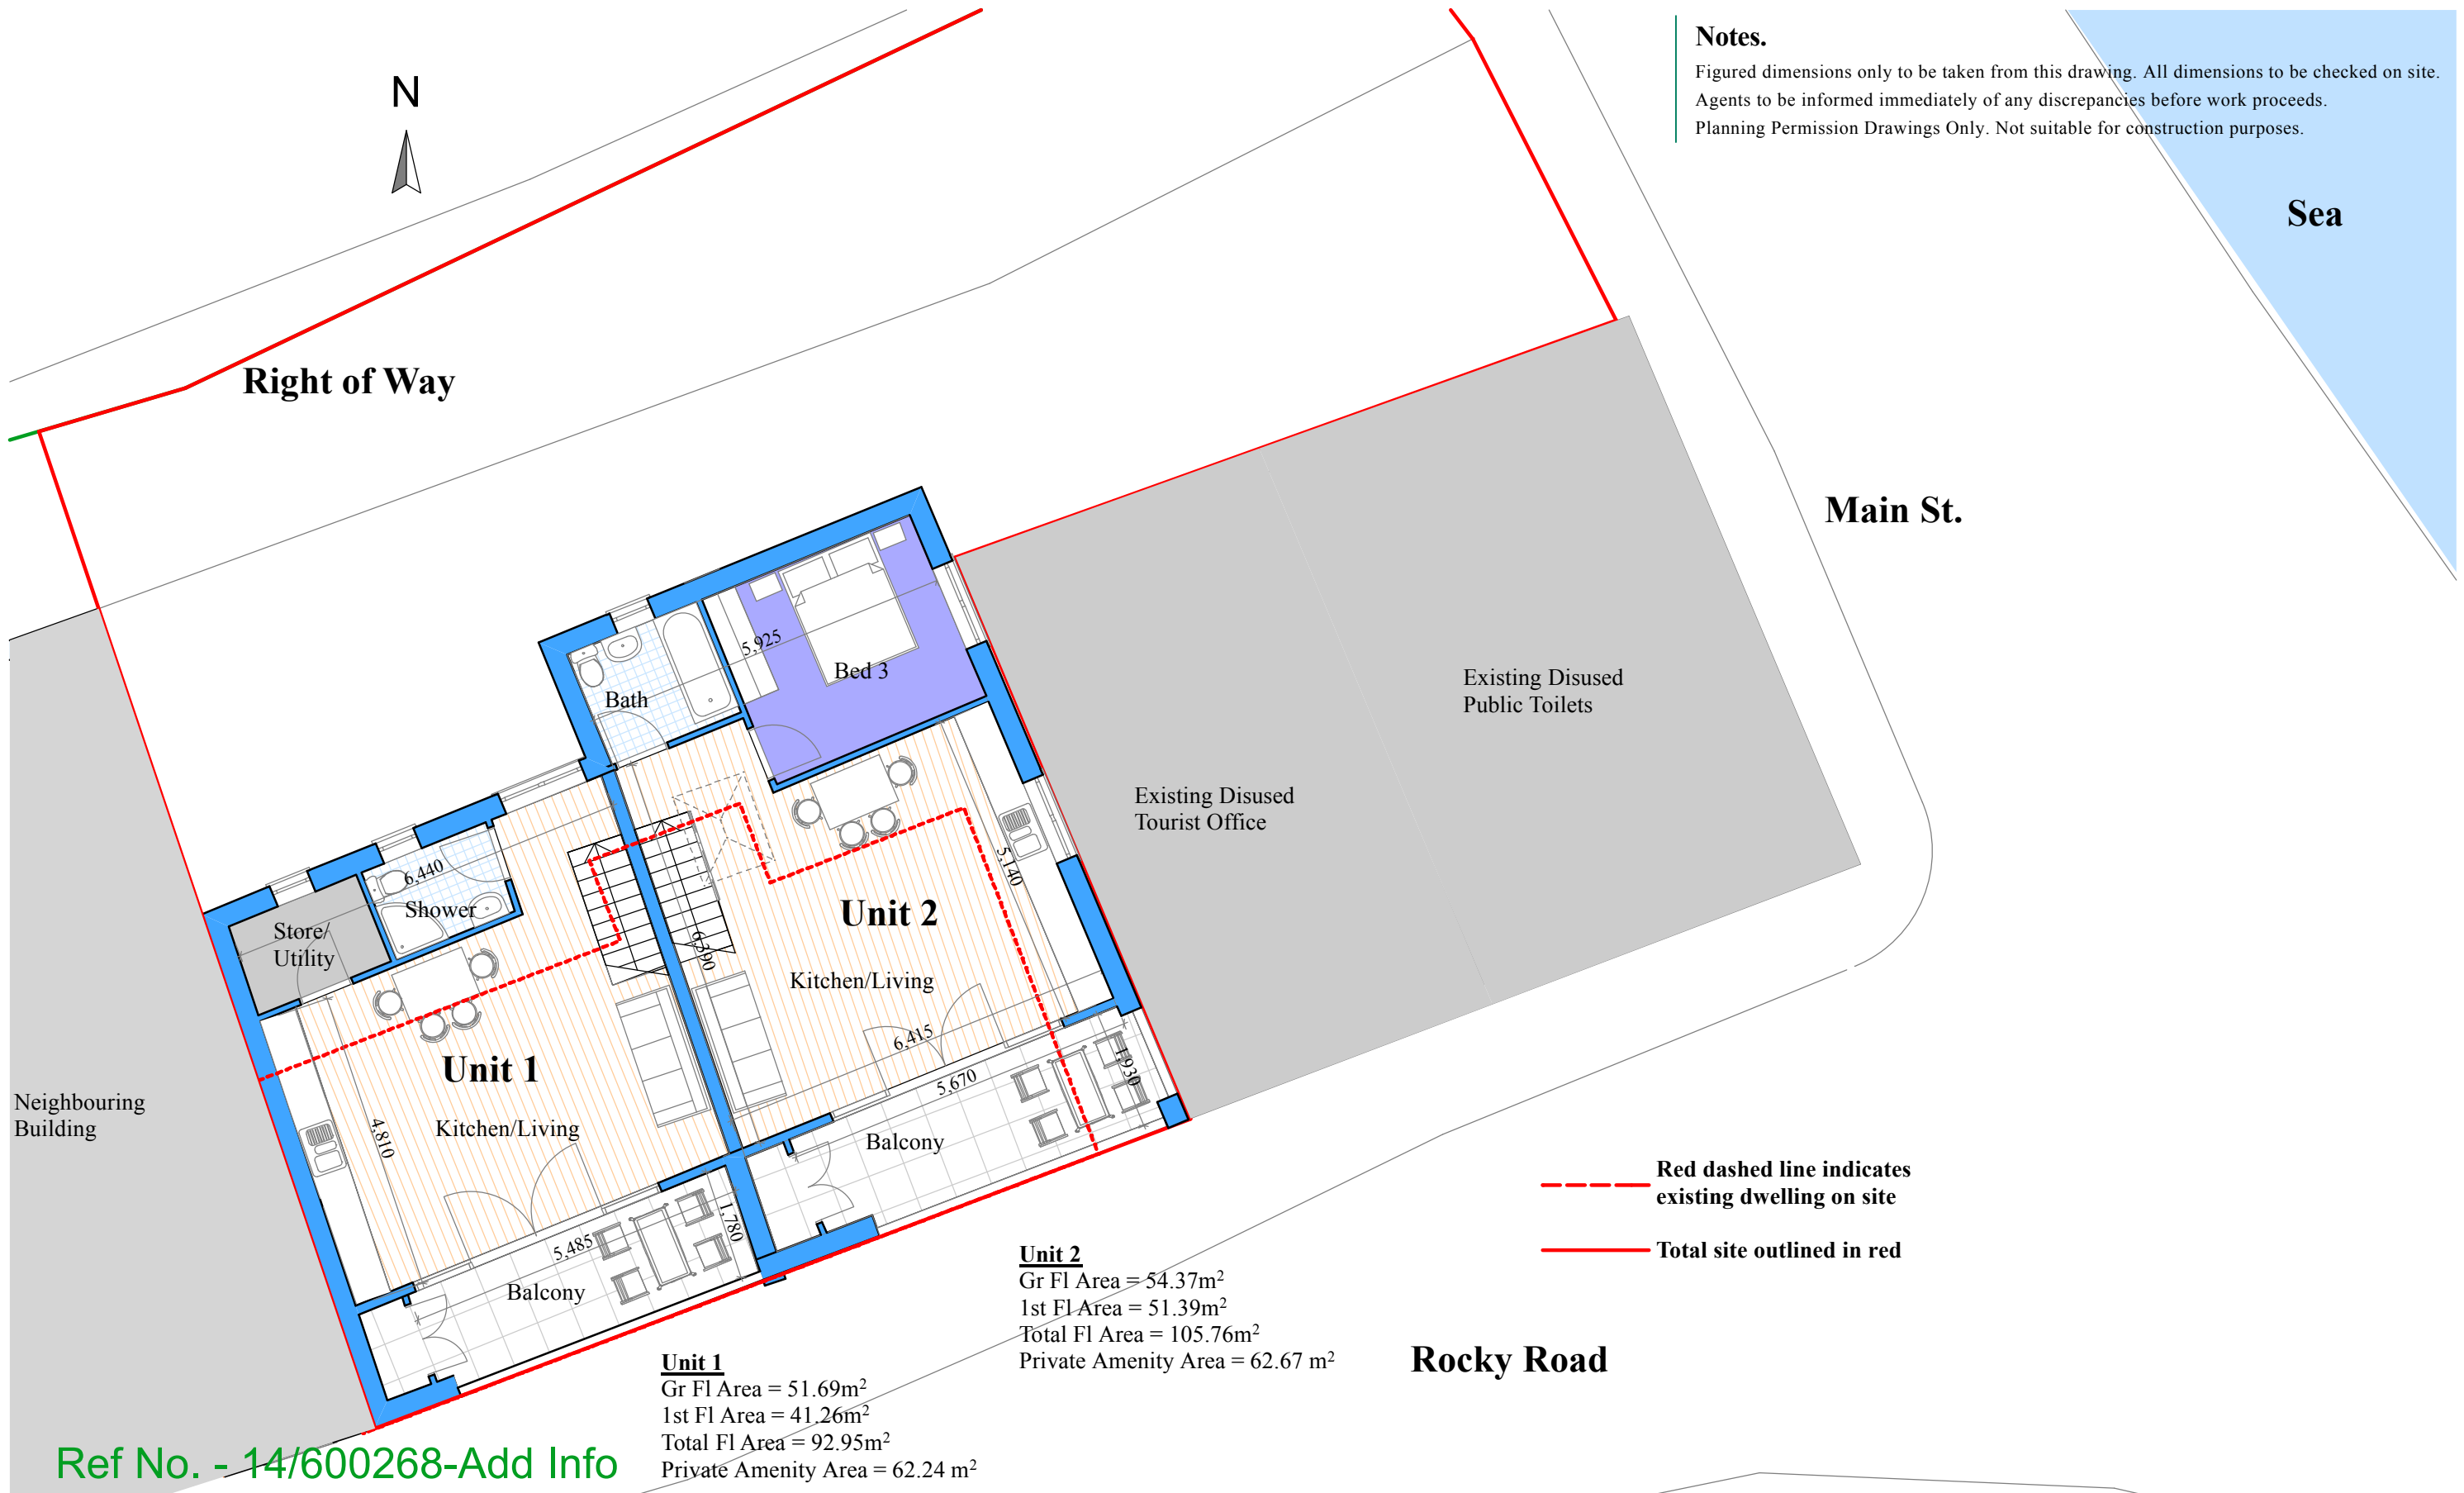 N
Notes.
Figured dimensions only to be taken from this drawing. All dimensions to be checked on site.
Agents to be informed immediately of any discrepancies before work proceeds.
Planning Permission Drawings Only. Not suitable for construction purposes.
Sea
Right of Way
Main St.
5,925
Bed 3
Bath
Existing Disused
Public Toilets
Existing Disused
Tourist Office
6,440
5,140
Shower
Unit 2
Store/
Utility
6,390
Kitchen/Living
6,415
Unit 1
5,670
1,930
Neighbouring
Building
4,810
Kitchen/Living
Balcony
Red dashed line indicates
existing dwelling on site
1,780
5,485
Total site outlined in red
Balcony
Unit 2
Gr Fl Area = 54.37m²
1st Fl Area = 51.39m²
Total Fl Area = 105.76m²
Private Amenity Area = 62.67 m²
Rocky Road
Unit 1
Gr Fl Area = 51.69m²
1st Fl Area = 41.26m²
Total Fl Area = 92.95m²
Private Amenity Area = 62.24 m²
Ref No. - 14/600268-Add Info